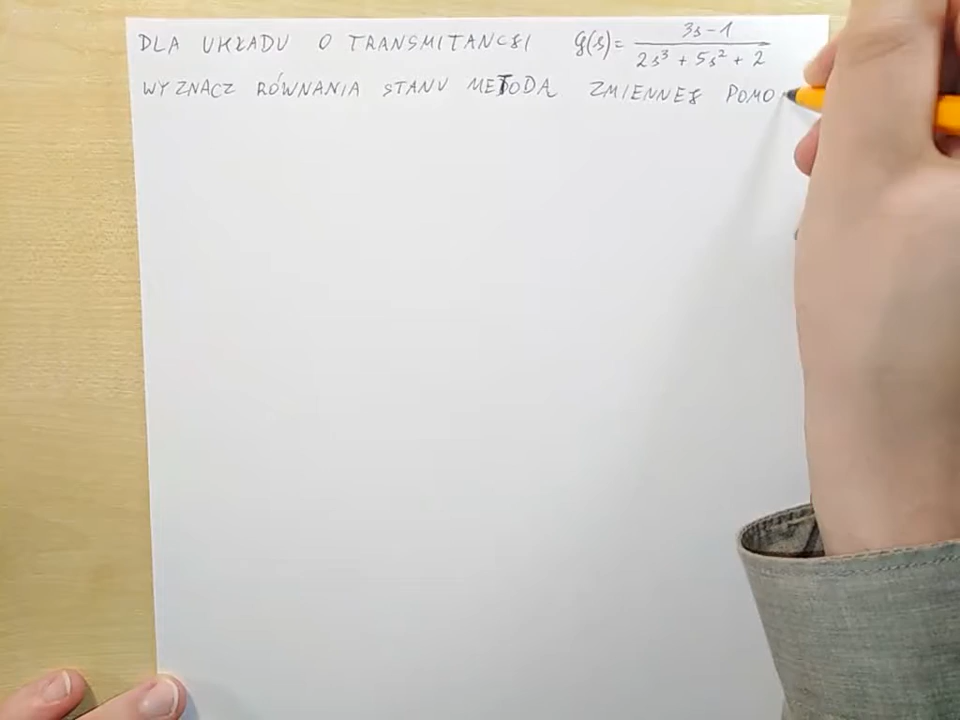 DLA UKŁADU O TRANSMITANCJI G(s) = (3s - 1) / (2s³ + 5s² + 2)
WYZNACZ RÓWNANIA STANU METODĄ ZMIENNEJ POMO